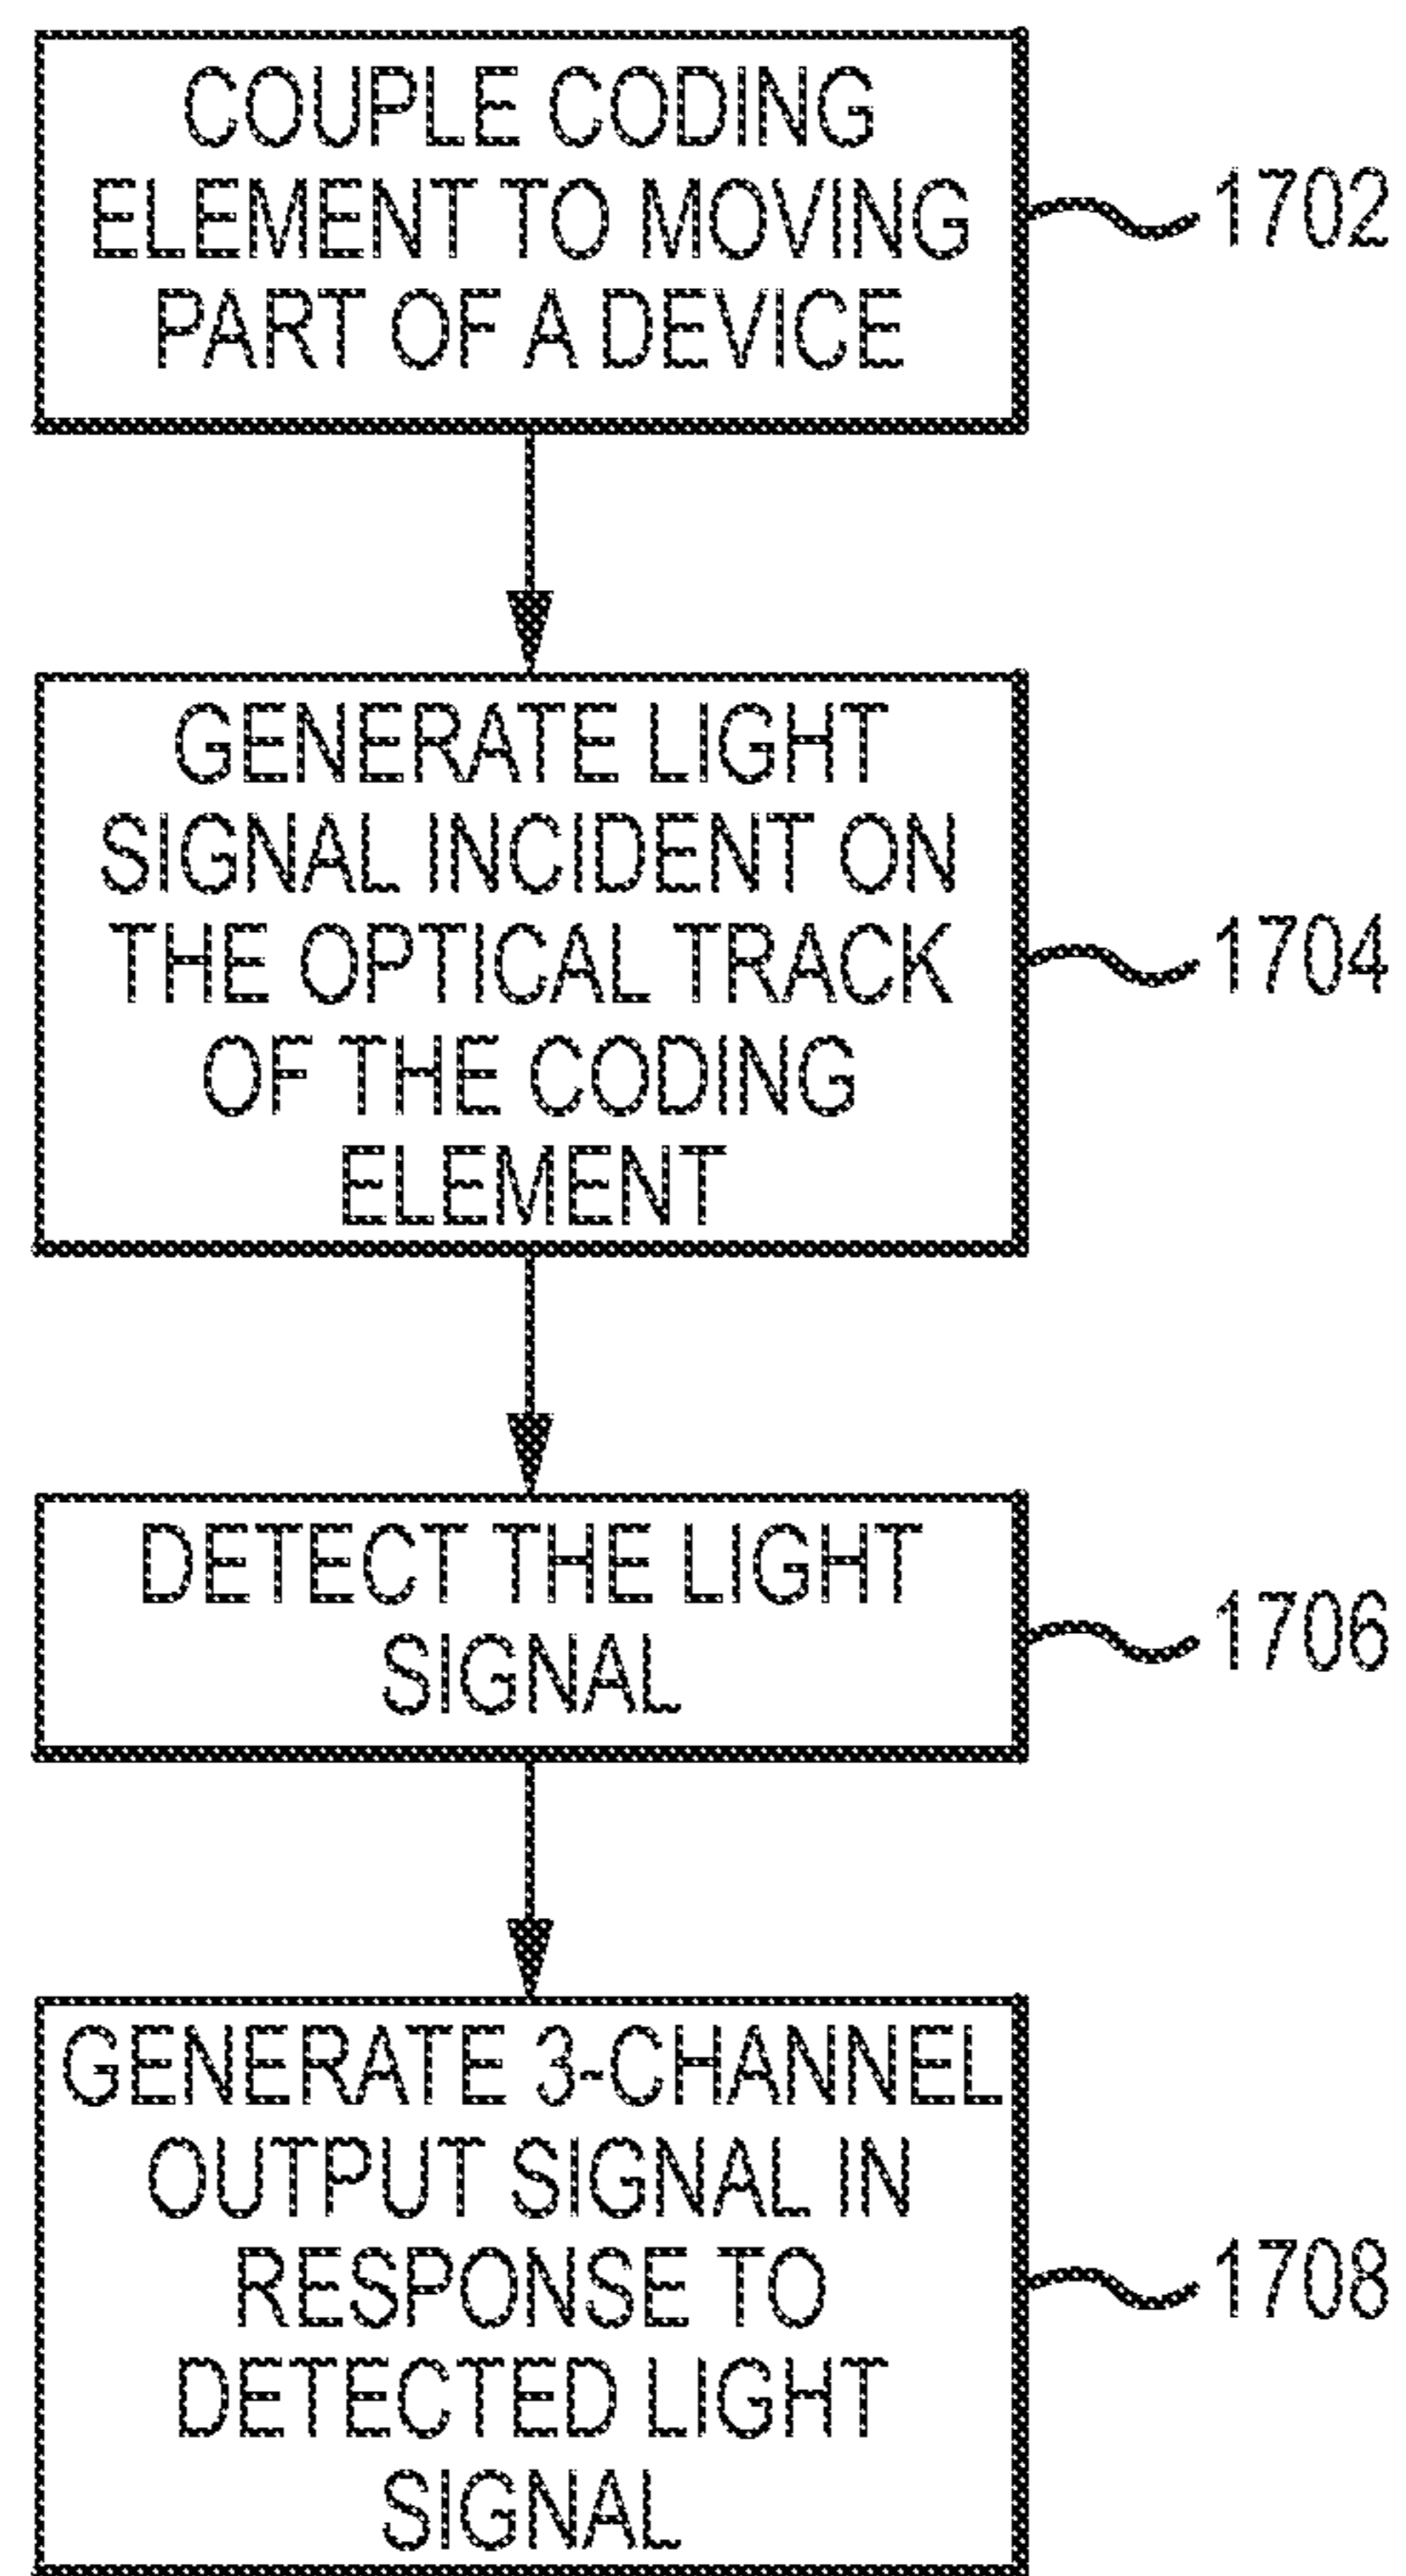 COUPLE CODING
ELEMENT TO MOVING
PART OF A DEVICE
1702
GENERATE LIGHT
SIGNAL INCIDENT ON
THE OPTICAL TRACK
OF THE CODING
ELEMENT
1704
DETECT THE LIGHT
SIGNAL
1706
GENERATE 3-CHANNEL
OUTPUT SIGNAL IN
RESPONSE TO
DETECTED LIGHT
SIGNAL
1708